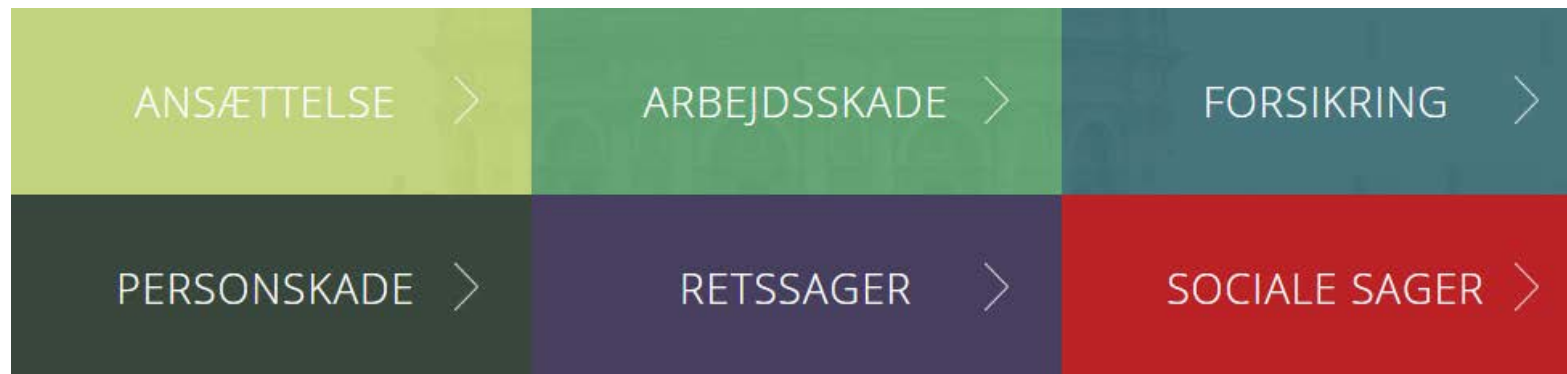 ANSÆTTELSE
ARBEJDSSKADE
FORSIKRING
PERSONSKADE
RETSSAGER
SOCIALE SAGER